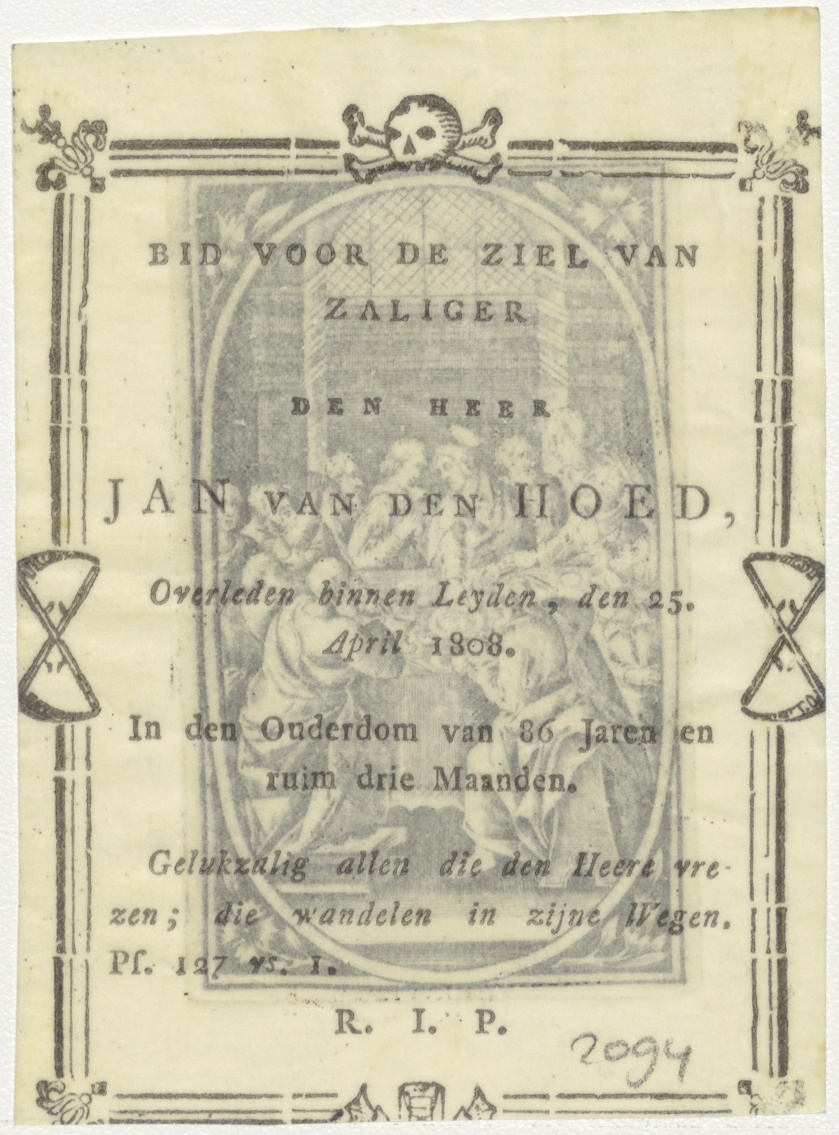 BID VOOR DE ZIEL VAN
ZALIGER
DEN HEER
JAN VAN DEN HOED,
Overleden binnen Leyden, den 25.
April 1808.
In den Ouderdom van 86 Jaren en
ruim drie Maanden.
Gelukzalig allen die den Heere vre-
zen; die wandelen in zijne Wegen.
Pſ. 127 vs. 1.
R. I. P.
2094